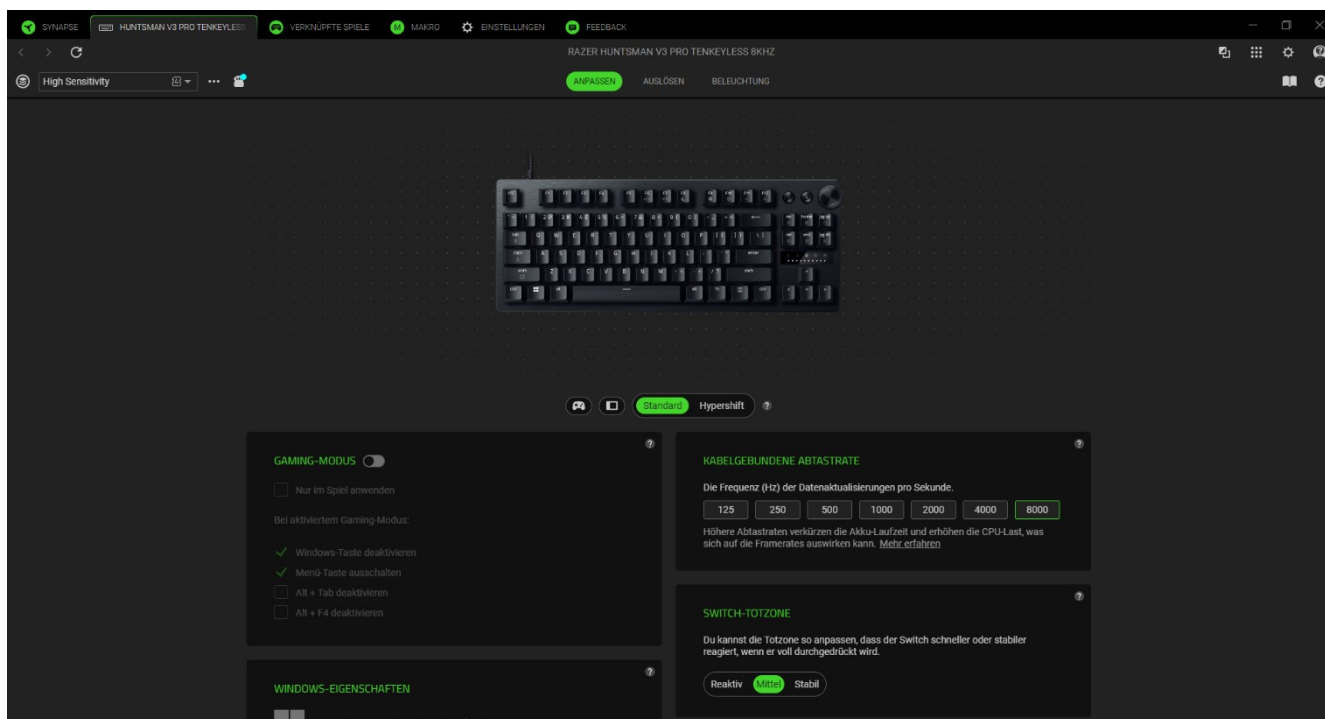 SYNAPSE
HUNTSMAN V3 PRO TENKEYLESS
VERKNÜPFTE SPIELE
MAKRO
EINSTELLUNGEN
FEEDBACK
RAZER HUNTSMAN V3 PRO TENKEYLESS 8KHZ
High Sensitivity
ANPASSEN
AUSLÖSEN
BELEUCHTUNG
Standard
Hypershift
GAMING-MODUS
Nur im Spiel anwenden
Bei aktiviertem Gaming-Modus:
Windows-Taste deaktivieren
Menü-Taste ausschalten
Alt + Tab deaktivieren
Alt + F4 deaktivieren
WINDOWS-EIGENSCHAFTEN
KABELGEBUNDENE ABTASTRATE
Die Frequenz (Hz) der Datenaktualisierungen pro Sekunde.
125 250 500 1000 2000 4000 8000
Höhere Abtastraten verkürzen die Akku-Laufzeit und erhöhen die CPU-Last, was
sich auf die Framerates auswirken kann. Mehr erfahren
SWITCH-TOTZONE
Du kannst die Totzone so anpassen, dass der Switch schneller oder stabiler
reagiert, wenn er voll durchgedrückt wird.
Reaktiv Mittel Stabil